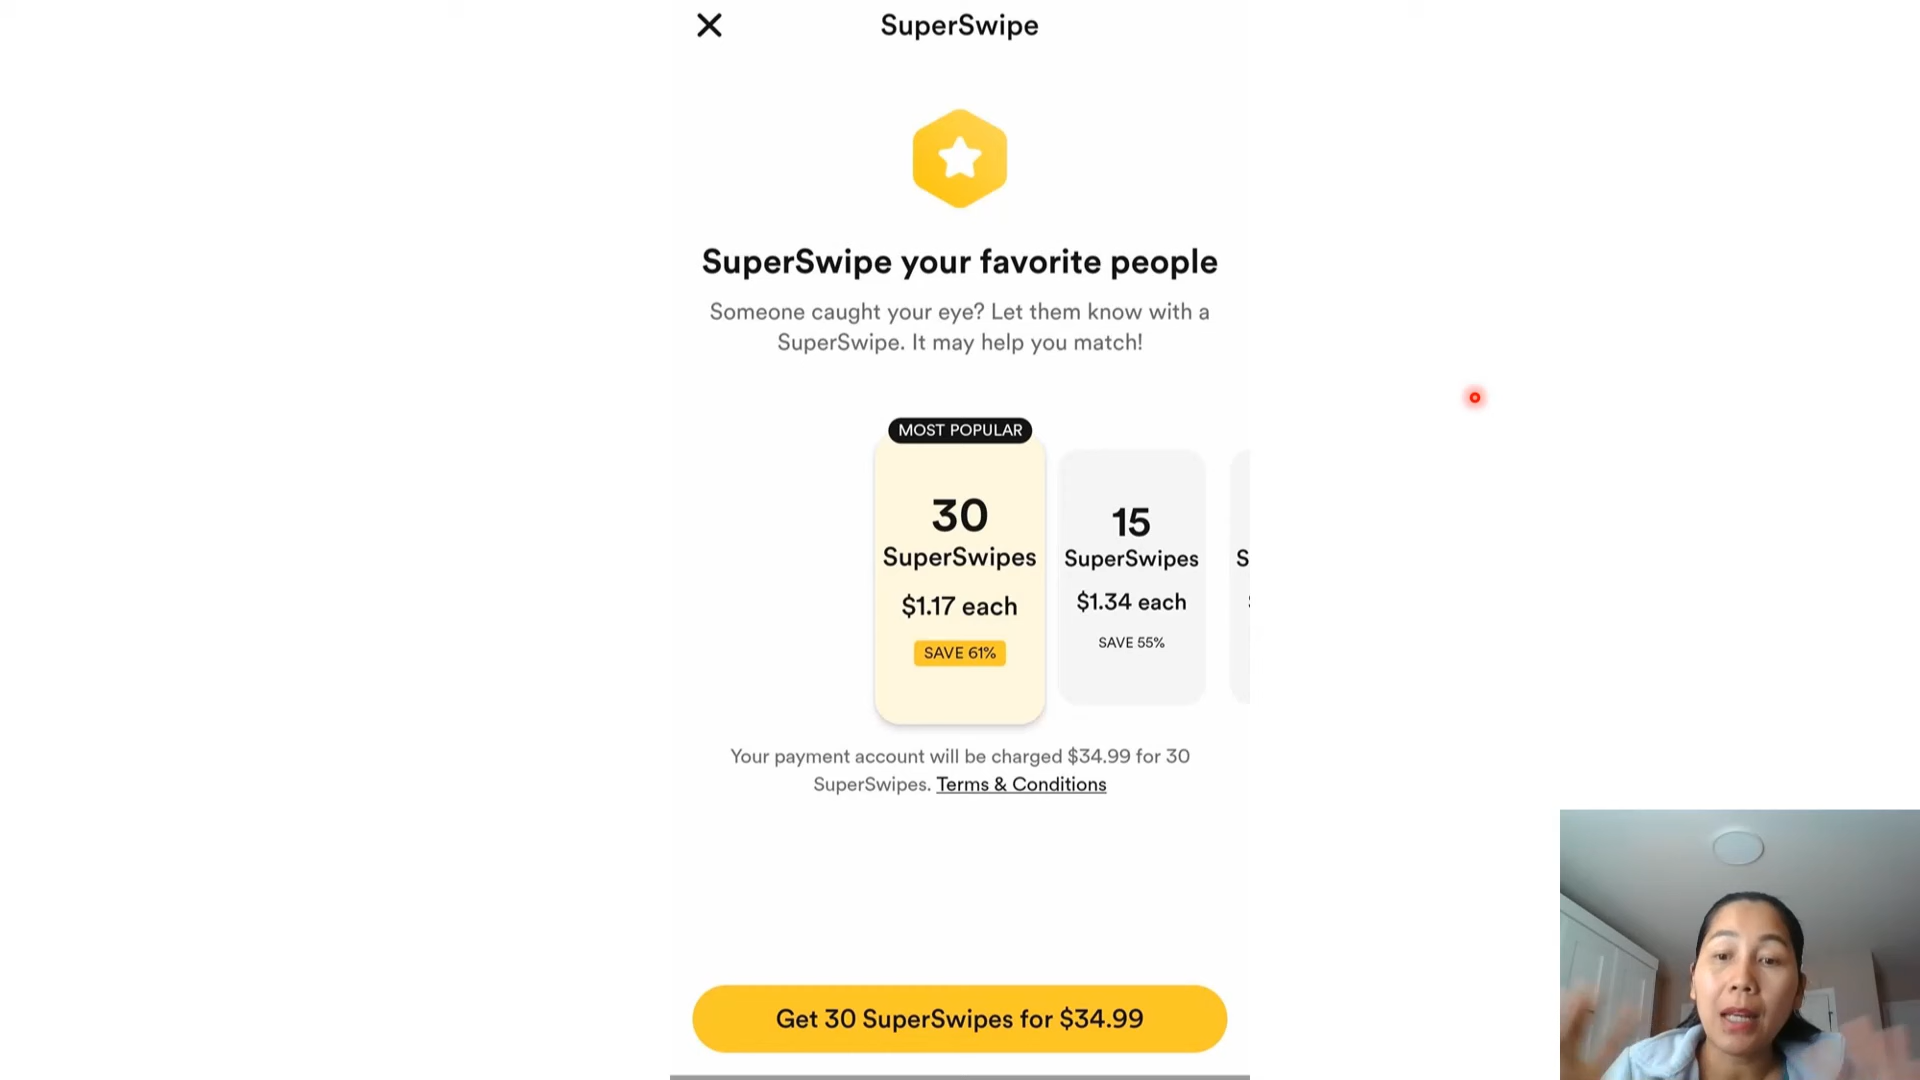 SuperSwipe
SuperSwipe your favorite people
Someone caught your eye? Let them know with a
SuperSwipe. It may help you match!
MOST POPULAR
30
SuperSwipes
$1.17 each
SAVE 61%
15
SuperSwipes
$1.34 each
SAVE 55%
S
Your payment account will be charged $34.99 for 30
SuperSwipes. Terms & Conditions
Get 30 SuperSwipes for $34.99